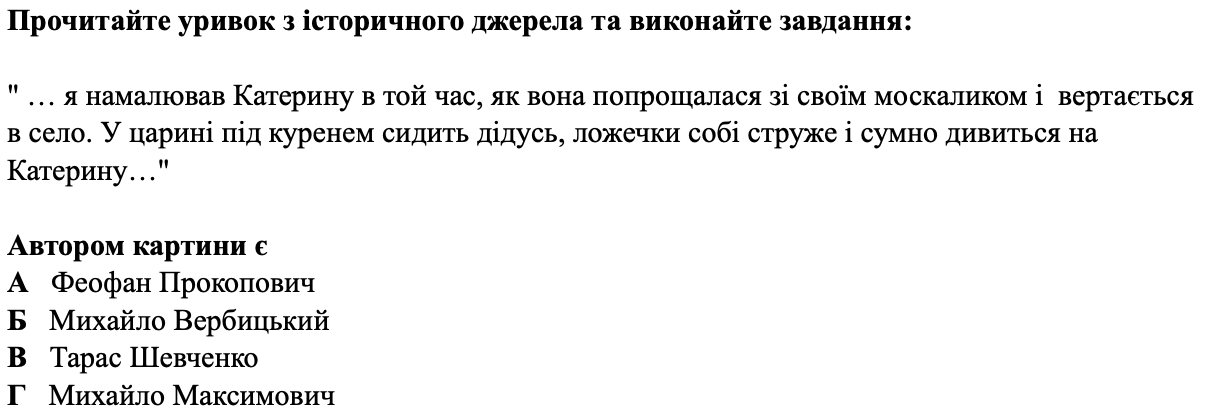 Прочитайте уривок з історичного джерела та виконайте завдання:
" … я намалював Катерину в той час, як вона попрощалася зі своїм москаликом і вертається
в село. У царині під куренем сидить дідусь, ложечки собі струже і сумно дивиться на
Катерину…"
Автором картини є
А Феофан Прокопович
Б Михайло Вербицький
В Тарас Шевченко
Г Михайло Максимович